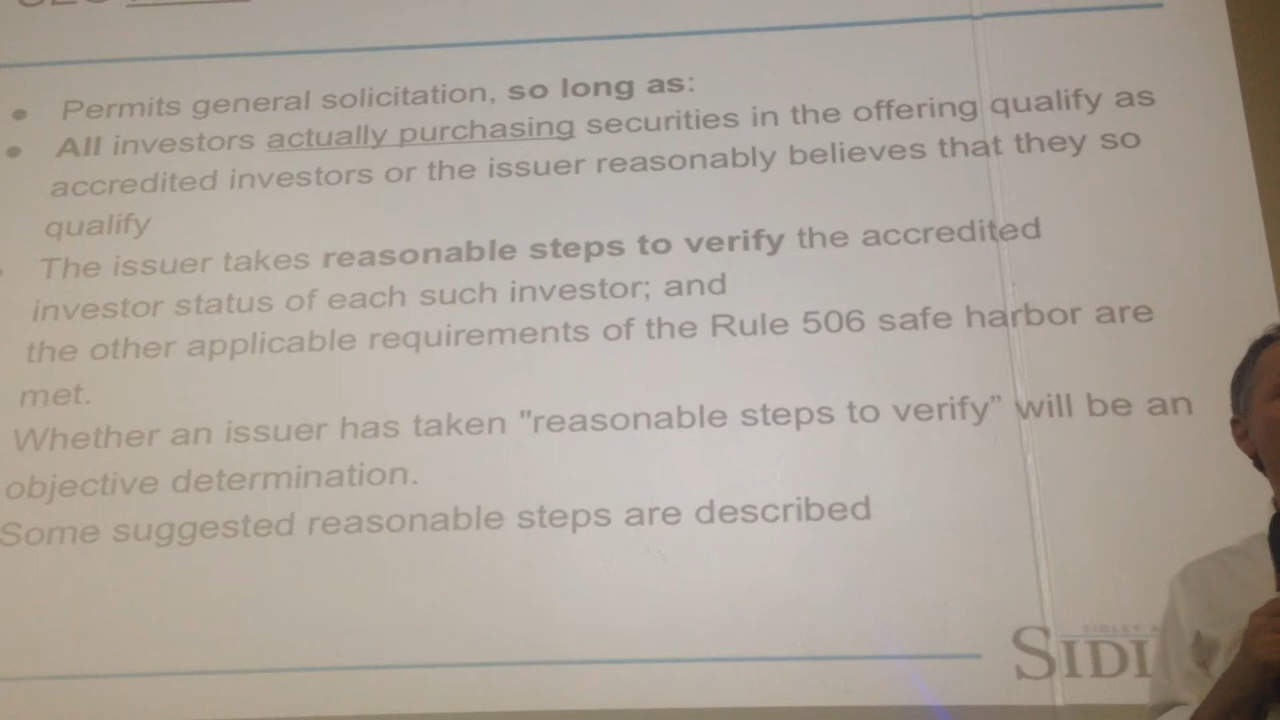 • Permits general solicitation, so long as:
• All investors actually purchasing securities in the offering qualify as
accredited investors or the issuer reasonably believes that they so
qualify
The issuer takes reasonable steps to verify the accredited
investor status of each such investor; and
the other applicable requirements of the Rule 506 safe harbor are
met.
Whether an issuer has taken "reasonable steps to verify” will be an
objective determination.
Some suggested reasonable steps are described
SIDLEY A
SIDL